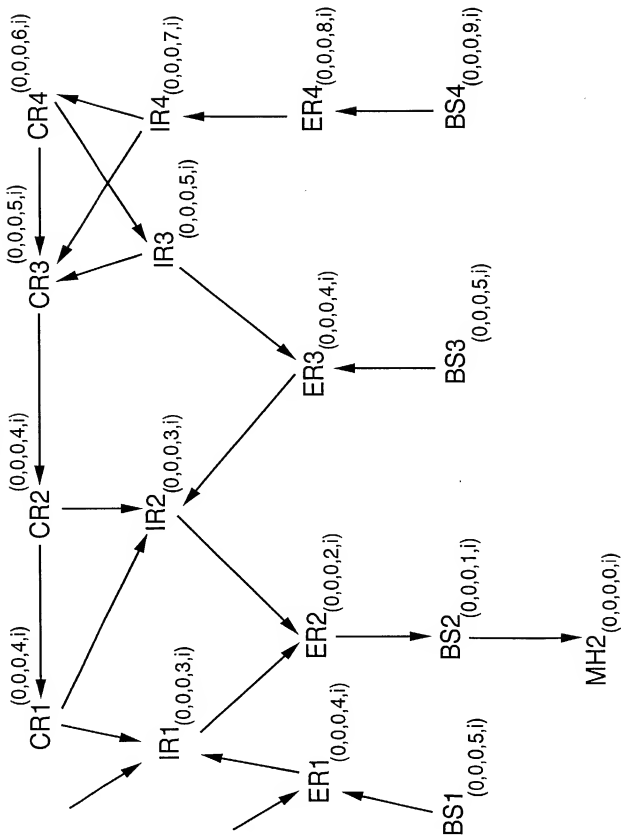 CR1 (0,0,0,4,i)
CR2 (0,0,0,4,i)
CR3 (0,0,0,5,i)
CR4 (0,0,0,6,i)
IR1 (0,0,0,3,i)
IR2 (0,0,0,3,i)
IR3 (0,0,0,5,i)
IR4 (0,0,0,7,i)
ER1 (0,0,0,4,i)
ER2 (0,0,0,2,i)
ER3 (0,0,0,4,i)
ER4 (0,0,0,8,i)
BS1 (0,0,0,5,i)
BS2 (0,0,0,1,i)
BS3 (0,0,0,5,i)
BS4 (0,0,0,9,i)
MH2 (0,0,0,0,i)